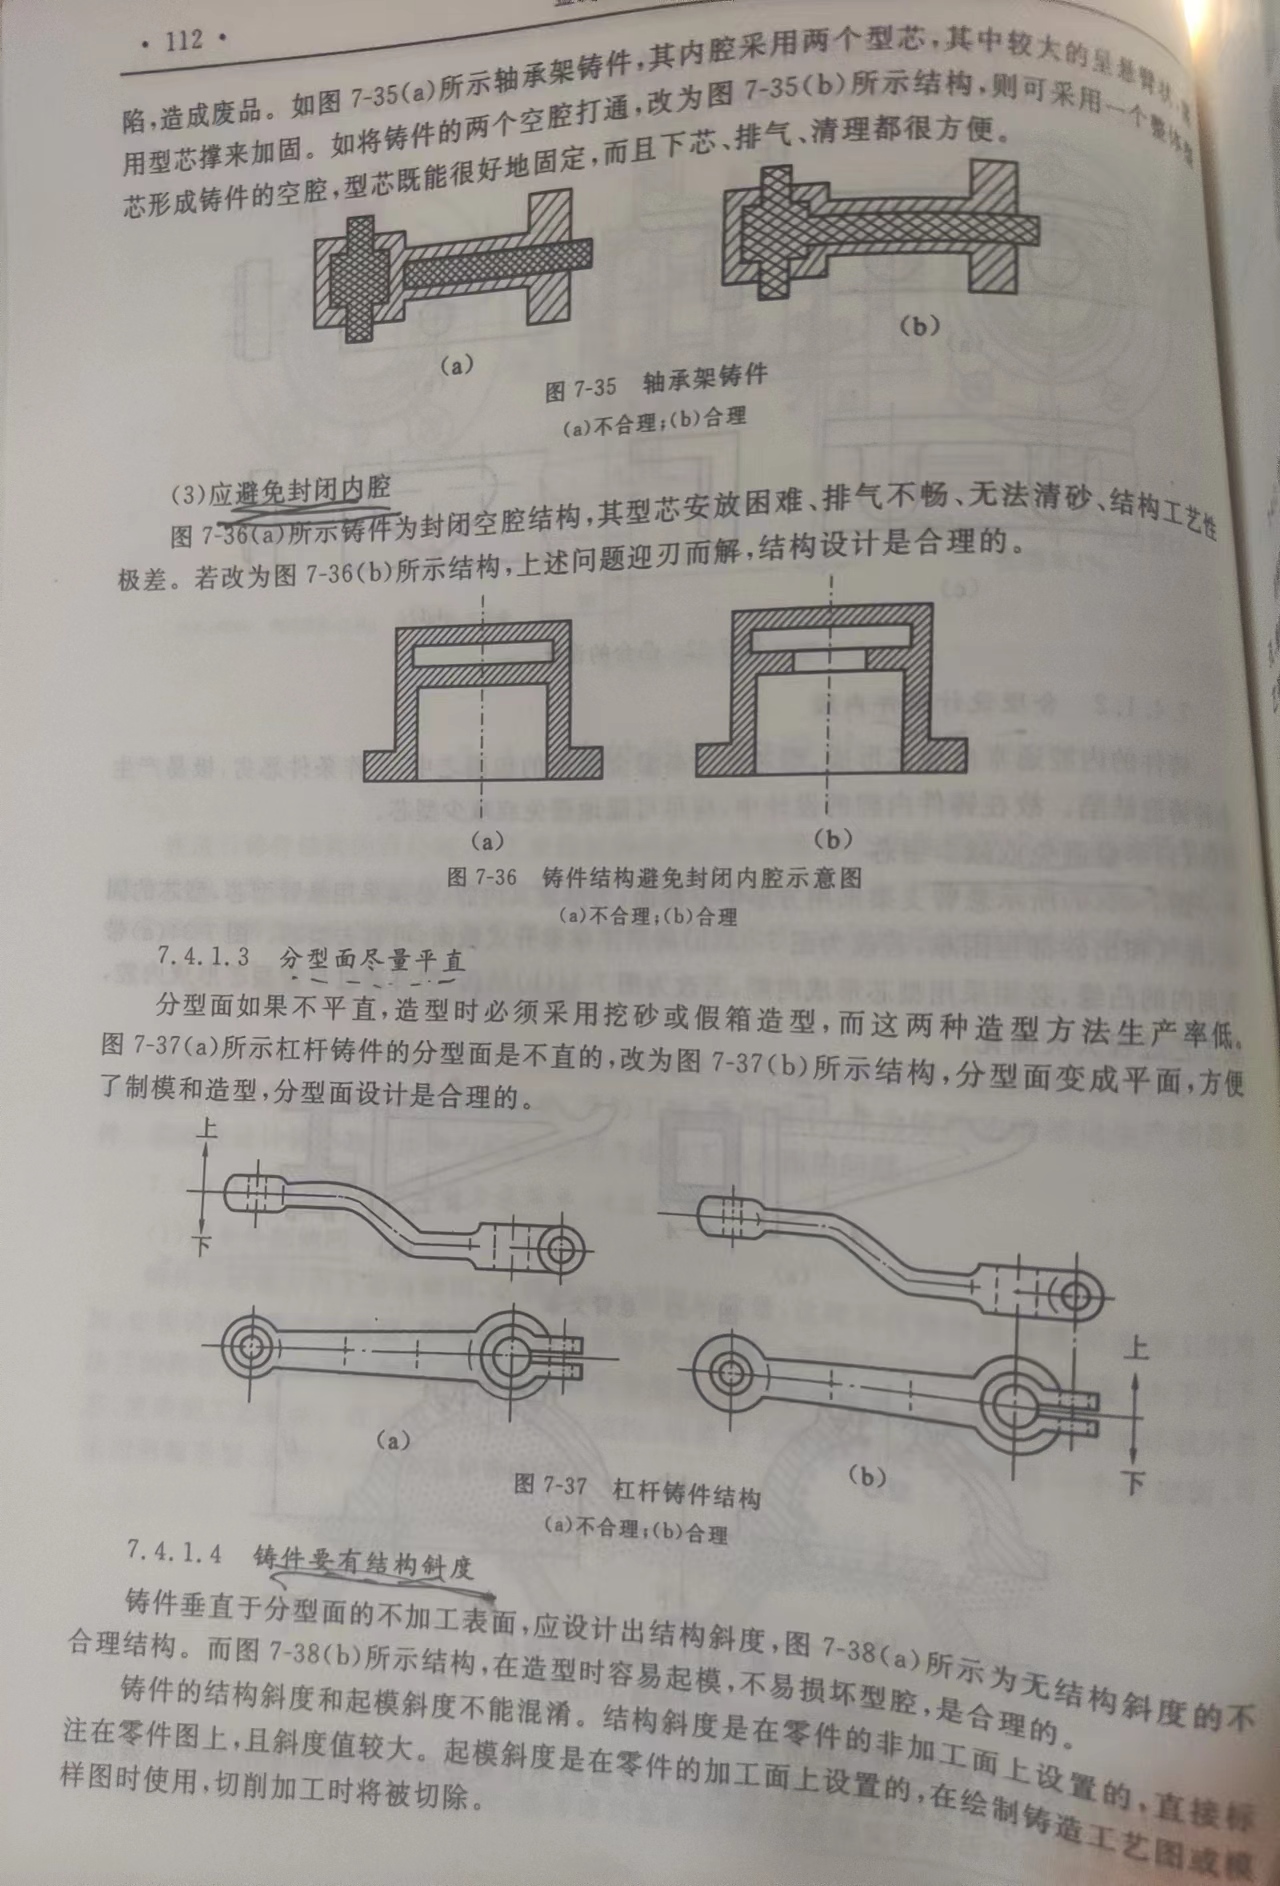 · 112 ·
陷,造成废品。如图 7-35(a)所示轴承架铸件,其内腔采用两个型芯,其中较大的呈悬臂状,
用型芯撑来加固。如将铸件的两个空腔打通,改为图 7-35(b)所示结构,则可采用一个整体型
芯形成铸件的空腔,型芯既能很好地固定,而且下芯、排气、清理都很方便。
(a)
(b)
图 7-35 轴承架铸件
(a)不合理;(b)合理
(3)应避免封闭内腔
图 7-36(a)所示铸件为封闭空腔结构,其型芯安放困难、排气不畅、无法清砂、结构工艺性
极差。若改为图 7-36(b)所示结构,上述问题迎刃而解,结构设计是合理的。
(a)
(b)
图 7-36 铸件结构避免封闭内腔示意图
(a)不合理;(b)合理
7.4.1.3 分型面尽量平直
分型面如果不平直,造型时必须采用挖砂或假箱造型,而这两种造型方法生产率低。
图 7-37(a)所示杠杆铸件的分型面是不直的,改为图 7-37(b)所示结构,分型面变成平面,方便
了制模和造型,分型面设计是合理的。
上
下
上
下
(a)
(b)
图 7-37 杠杆铸件结构
(a)不合理;(b)合理
7.4.1.4 铸件要有结构斜度
铸件垂直于分型面的不加工表面,应设计出结构斜度,图 7-38(a)所示为无结构斜度的不
合理结构。而图 7-38(b)所示结构,在造型时容易起模,不易损坏型腔,是合理的。
铸件的结构斜度和起模斜度不能混淆。结构斜度是在零件的非加工面上设置的,直接标
注在零件图上,且斜度值较大。起模斜度是在零件的加工面上设置的,在绘制铸造工艺图或模
样图时使用,切削加工时将被切除。